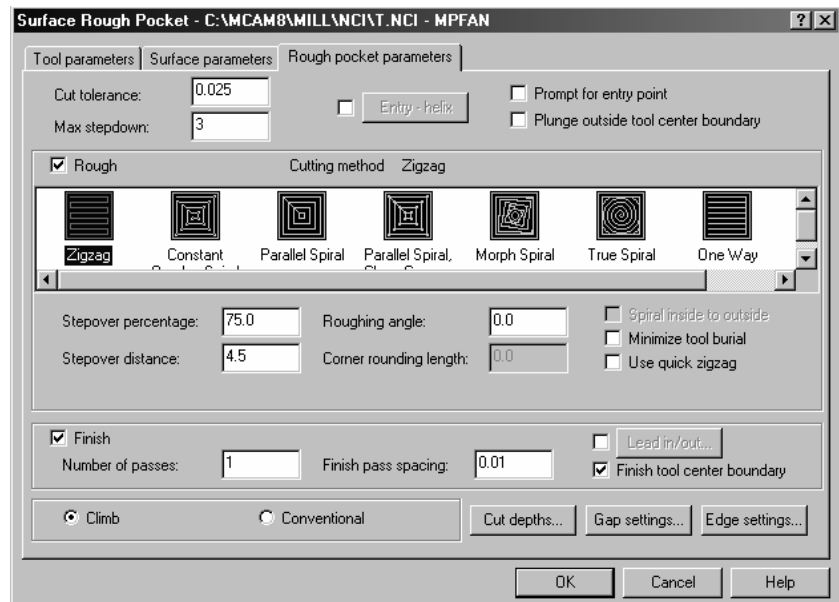 Surface Rough Pocket - C:\MCAM8\MILL\NCI\T.NCI - MPFAN
Tool parameters Surface parameters Rough pocket parameters
Cut tolerance: 0.025 Entry - helix Prompt for entry point
Max stepdown: 3 Plunge outside tool center boundary
Rough Cutting method Zigzag
Zigzag Constant Parallel Spiral Parallel Spiral, Morph Spiral True Spiral One Way
Stepover percentage: 75.0 Roughing angle: 0.0 Spiral inside to outside
Minimize tool burial
Stepover distance: 4.5 Corner rounding length: 0.0 Use quick zigzag
Finish Lead in/out...
Number of passes: 1 Finish pass spacing: 0.01 Finish tool center boundary
Climb Conventional Cut depths... Gap settings... Edge settings...
OK Cancel Help